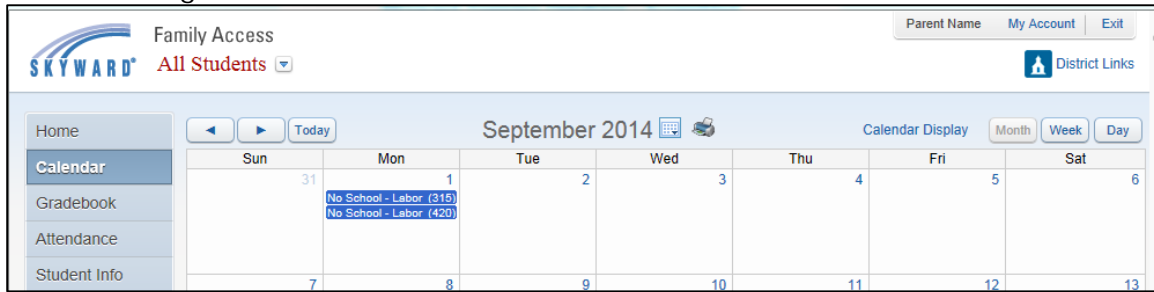 Family Access
Parent Name My Account Exit
SKYWARD®
All Students
District Links
Home
Today
September 2014
Calendar Display Month Week Day
Calendar
Sun Mon Tue Wed Thu Fri Sat
31 1 2 3 4 5 6
No School - Labor (315)
No School - Labor (420)
Gradebook
Attendance
Student Info
7 8 9 10 11 12 13